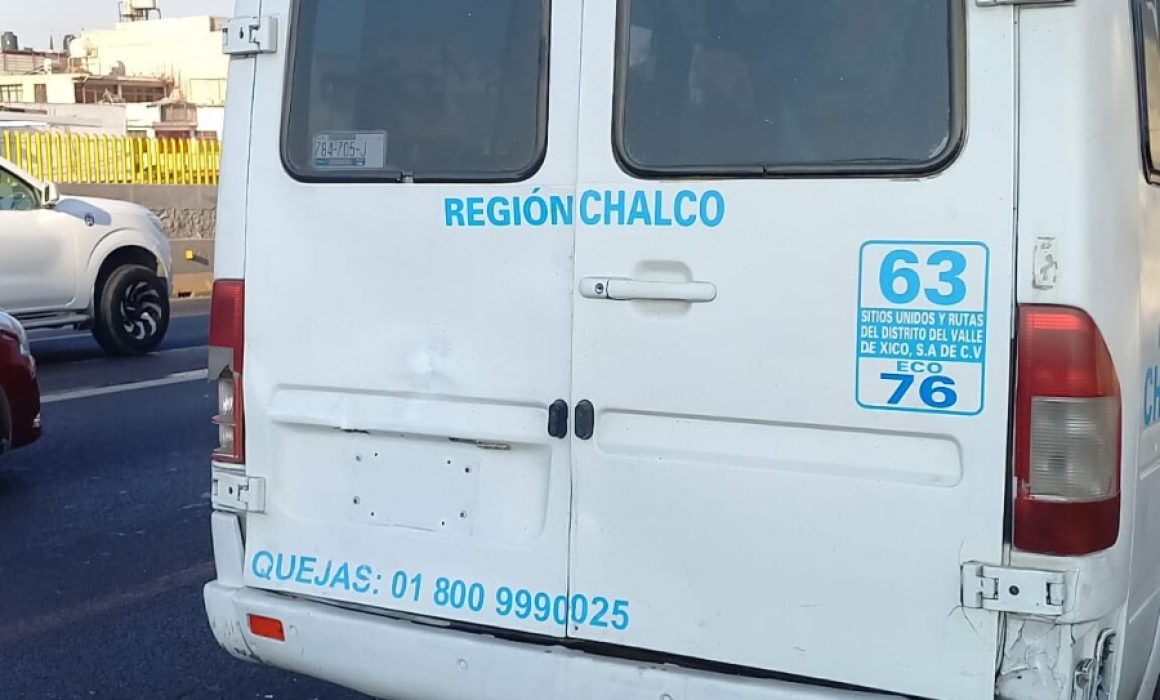 784-705-J
REGIÓN CHALCO
63
SITIOS UNIDOS Y RUTAS
DEL DISTRITO DEL VALLE
DE XICO, S.A DE C.V
ECO
76
CH
QUEJAS: 01 800 9990025